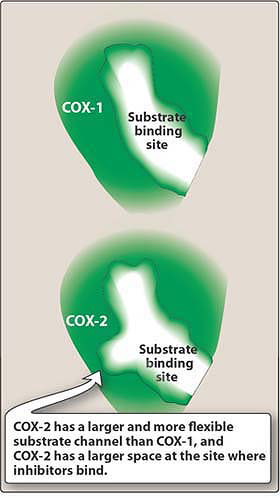 COX-1
Substrate
binding
site
COX-2
Substrate
binding
site
COX-2 has a larger and more flexible
substrate channel than COX-1, and
COX-2 has a larger space at the site where
inhibitors bind.